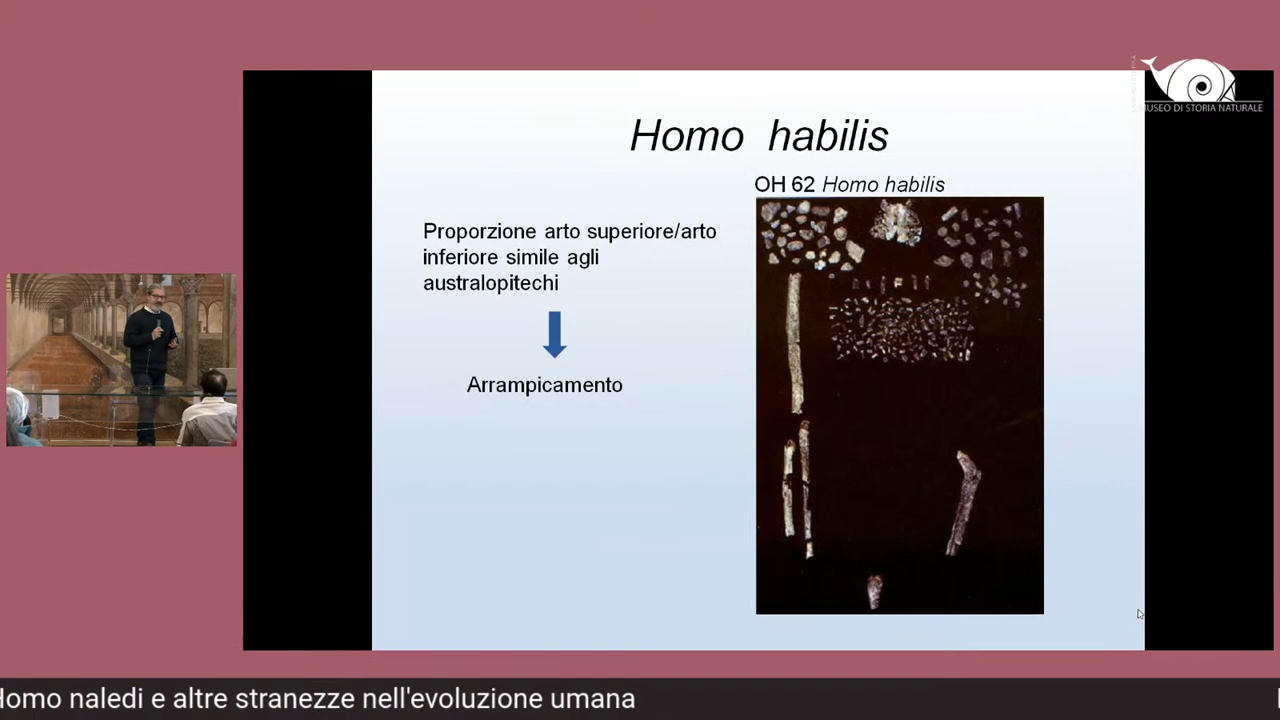 MUSEO DI STORIA NATURALE
Homo habilis
OH 62 Homo habilis
Proporzione arto superiore/arto
inferiore simile agli
australopitechi
Arrampicamento
Homo naledi e altre stranezze nell'evoluzione umana